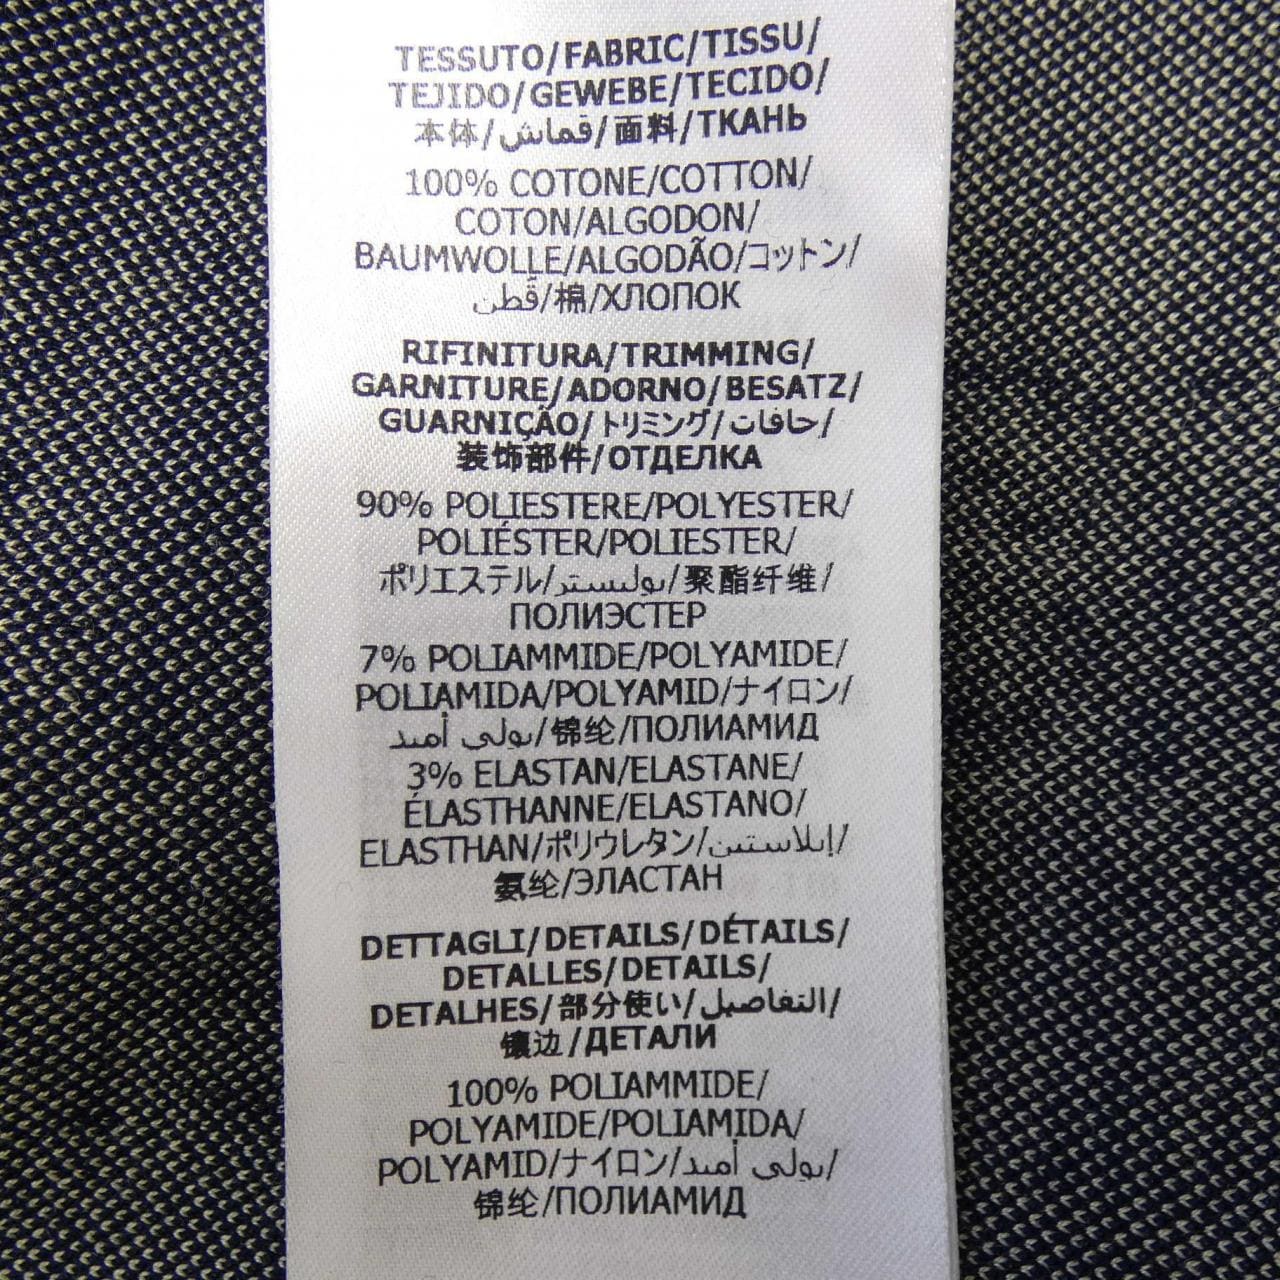 TESSUTO/FABRIC/TISSU/
TEJIDO/GEWEBE/TECIDO/
本体/قماش/面料/ТКАНЬ
100% COTONE/COTTON/
COTON/ALGODON/
BAUMWOLLE/ALGODÃO/コットン/
قُطن/棉/ХЛОПОК
RIFINITURA/TRIMMING/
GARNITURE/ADORNO/BESATZ/
GUARNIÇÃO/トリミング/حافات/
装饰部件/ОТДЕЛКА
90% POLIESTERE/POLYESTER/
POLIÉSTER/POLIESTER/
ポリエステル/بوليستر/聚酯纤维/
ПОЛИЭСТЕР
7% POLIAMMIDE/POLYAMIDE/
POLIAMIDA/POLYAMID/ナイロン/
بولي أميد/锦纶/ПОЛИАМИД
3% ELASTAN/ELASTANE/
ÉLASTHANNE/ELASTANO/
ELASTHAN/ポリウレタン/إيلاستين/
氨纶/ЭЛАСТАН
DETTAGLI/DETAILS/DÉTAILS/
DETALLES/DETAILS/
DETALHES/部分使い/التفاصيل/
镶边/ДЕТАЛИ
100% POLIAMMIDE/
POLYAMIDE/POLIAMIDA/
POLYAMID/ナイロン/بولي أميد/
锦纶/ПОЛИАМИД